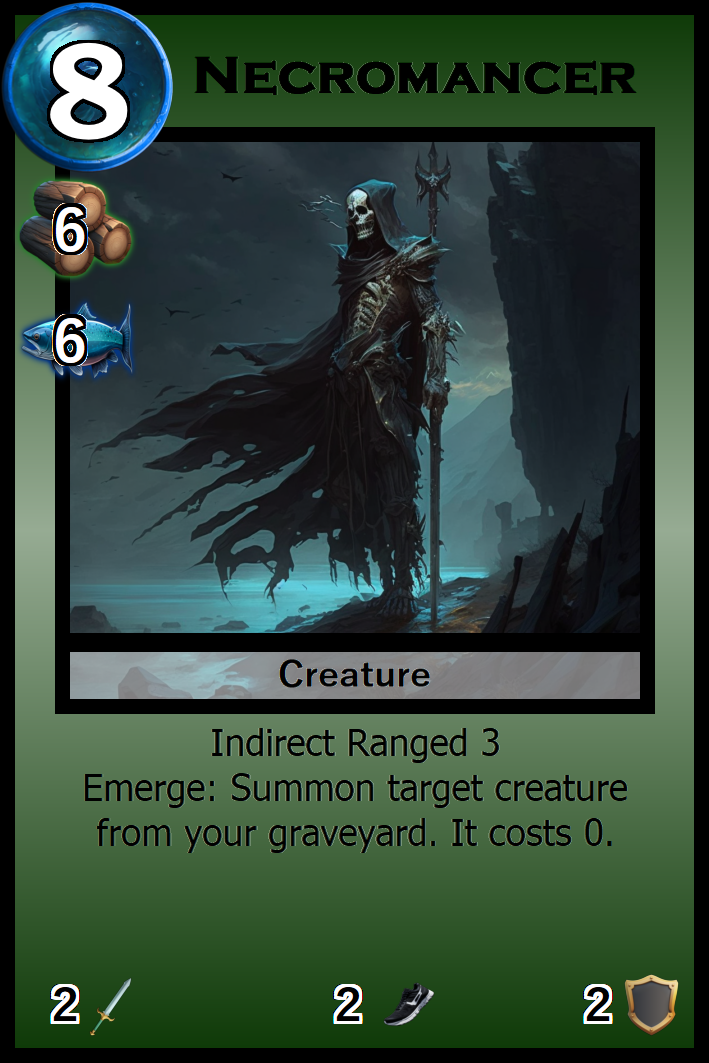 8
Necromancer
6
6
Creature
Indirect Ranged 3
Emerge: Summon target creature
from your graveyard. It costs 0.
2
2
2